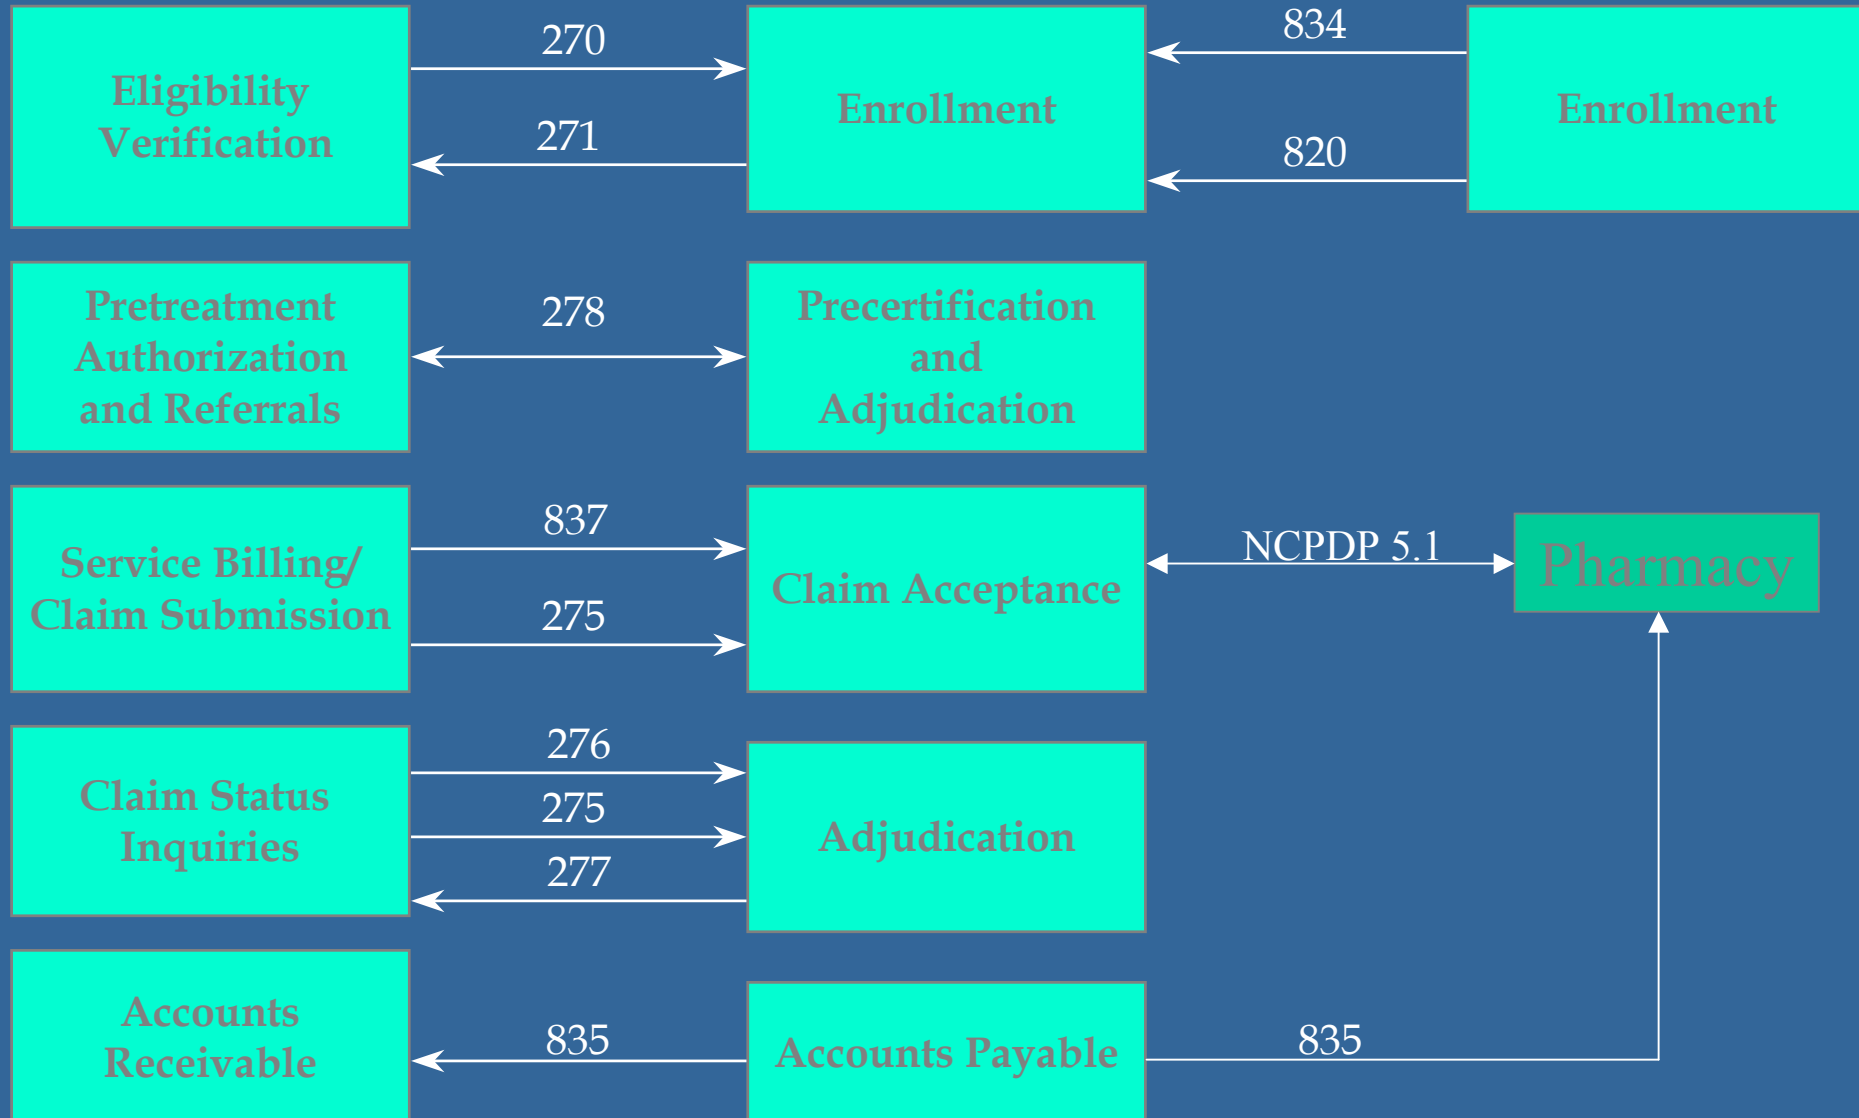 270
834
Eligibility
Verification
Enrollment
Enrollment
271
820
Pretreatment
Authorization
and Referrals
278
Precertification
and
Adjudication
837
Service Billing/
Claim Submission
Claim Acceptance
NCPDP 5.1
Pharmacy
275
276
Claim Status
Inquiries
275
Adjudication
277
Accounts
Receivable
835
Accounts Payable
835